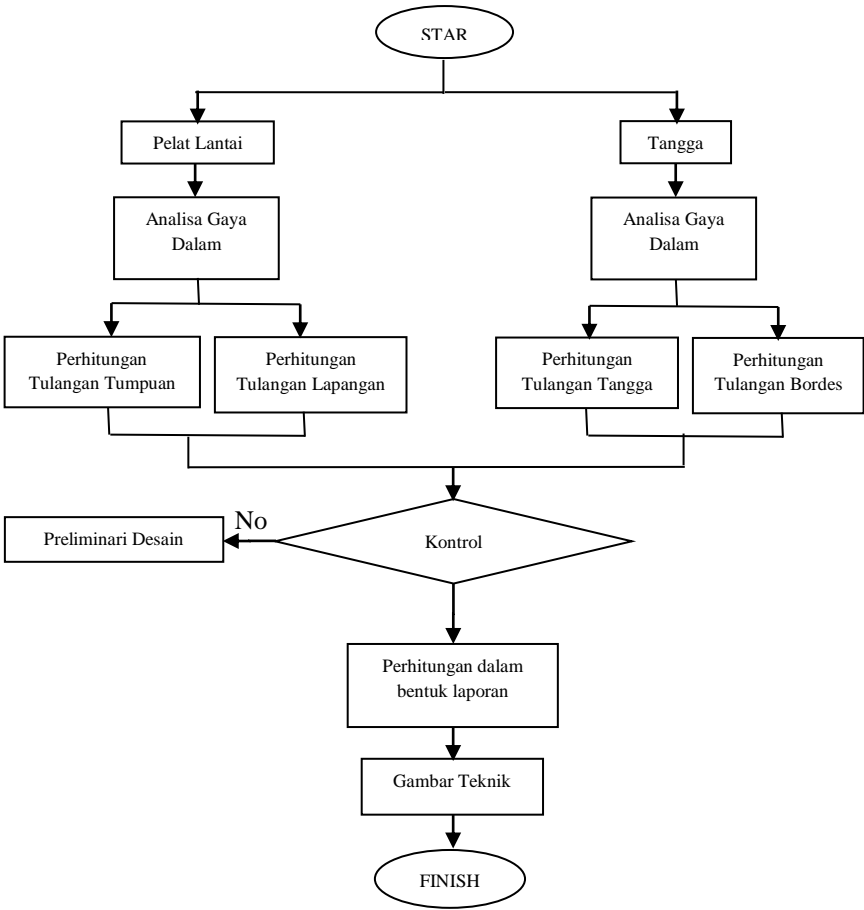 STAR
Pelat Lantai
Tangga
Analisa Gaya
Dalam
Analisa Gaya
Dalam
Perhitungan
Tulangan Tumpuan
Perhitungan
Tulangan Lapangan
Perhitungan
Tulangan Tangga
Perhitungan
Tulangan Bordes
No
Preliminari Desain
Kontrol
Perhitungan dalam
bentuk laporan
Gambar Teknik
FINISH